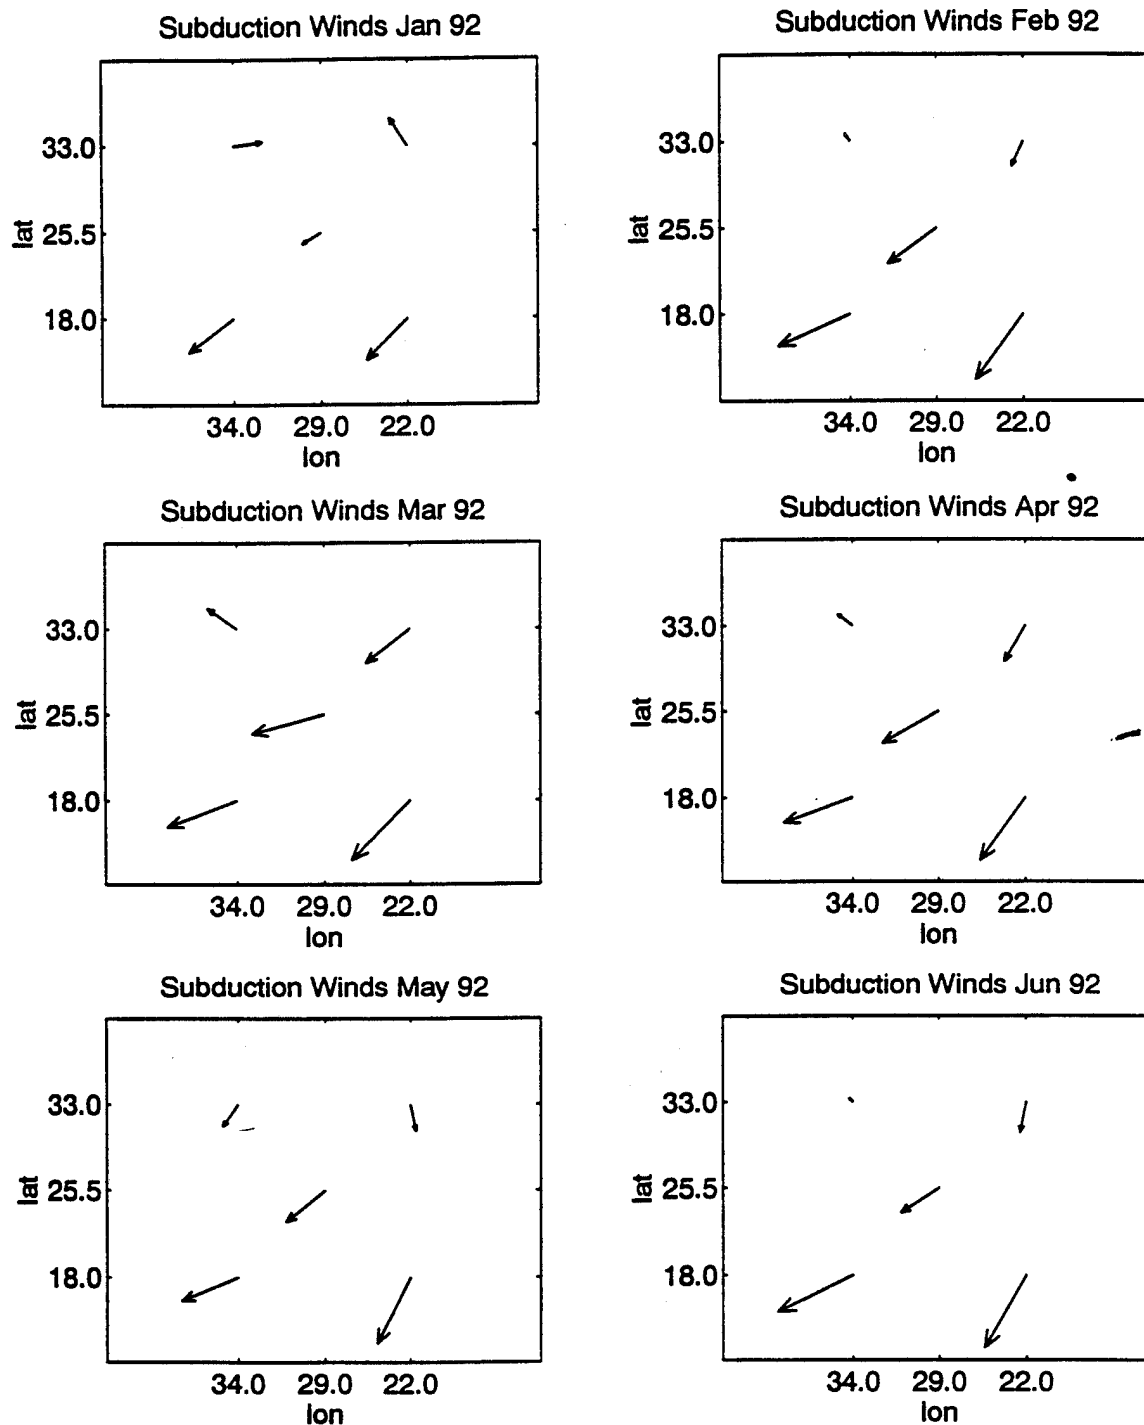 Subduction Winds Jan 92
33.0
25.5
18.0
lat
34.0 29.0 22.0
lon
Subduction Winds Feb 92
33.0
25.5
18.0
lat
34.0 29.0 22.0
lon
Subduction Winds Mar 92
33.0
25.5
18.0
lat
34.0 29.0 22.0
lon
Subduction Winds Apr 92
33.0
25.5
18.0
lat
34.0 29.0 22.0
lon
Subduction Winds May 92
33.0
25.5
18.0
lat
34.0 29.0 22.0
lon
Subduction Winds Jun 92
33.0
25.5
18.0
lat
34.0 29.0 22.0
lon